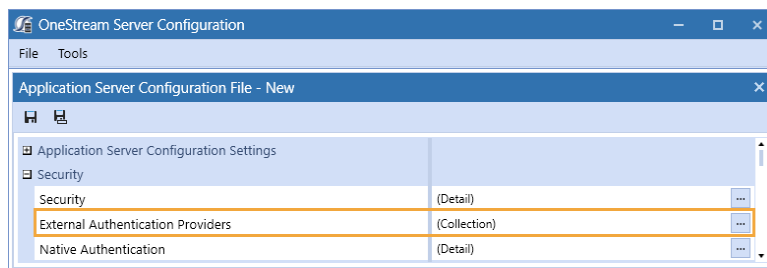 OneStream Server Configuration
File Tools
Application Server Configuration File - New
Application Server Configuration Settings
Security
Security (Detail) ...
External Authentication Providers (Collection) ...
Native Authentication (Detail) ...